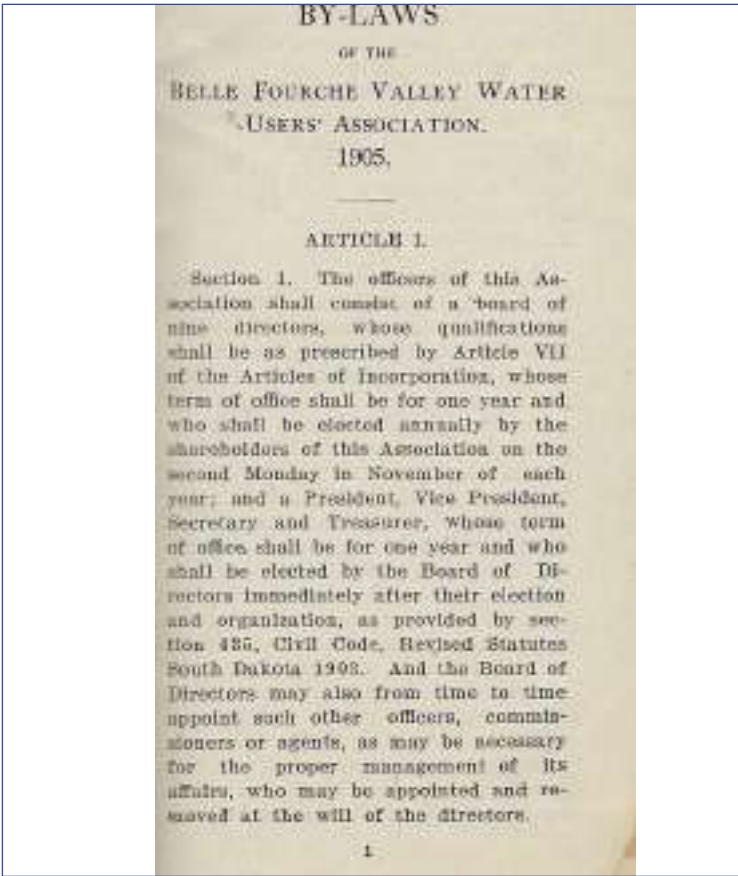 BY-LAWS
OF THE
BELLE FOURCHE VALLEY WATER
USERS' ASSOCIATION.
1905.
ARTICLE I.
Section 1. The officers of this As-
sociation shall consist of a board of
nine directors, whose qualifications
shall be as prescribed by Article VII
of the Articles of Incorporation, whose
term of office shall be for one year and
who shall be elected annually by the
shareholders of this Association on the
second Monday in November of each
year; and a President, Vice President,
Secretary and Treasurer, whose term
of office shall be for one year and who
shall be elected by the Board of Di-
rectors immediately after their election
and organization, as provided by sec-
tion 435, Civil Code, Revised Statutes
South Dakota 1903. And the Board of
Directors may also from time to time
appoint such other officers, commis-
sioners or agents, as may be necessary
for the proper management of its
affairs, who may be appointed and re-
moved at the will of the directors.
1